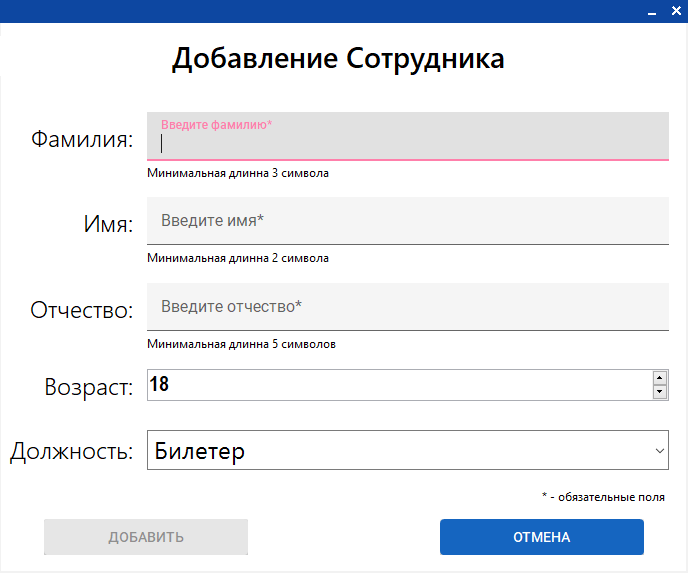 Добавление Сотрудника
Фамилия:
Введите фамилию*
Минимальная длинна 3 символа
Имя:
Введите имя*
Минимальная длинна 2 символа
Отчество:
Введите отчество*
Минимальная длинна 5 символов
Возраст:
18
Должность:
Билетер
* - обязательные поля
ДОБАВИТЬ
ОТМЕНА